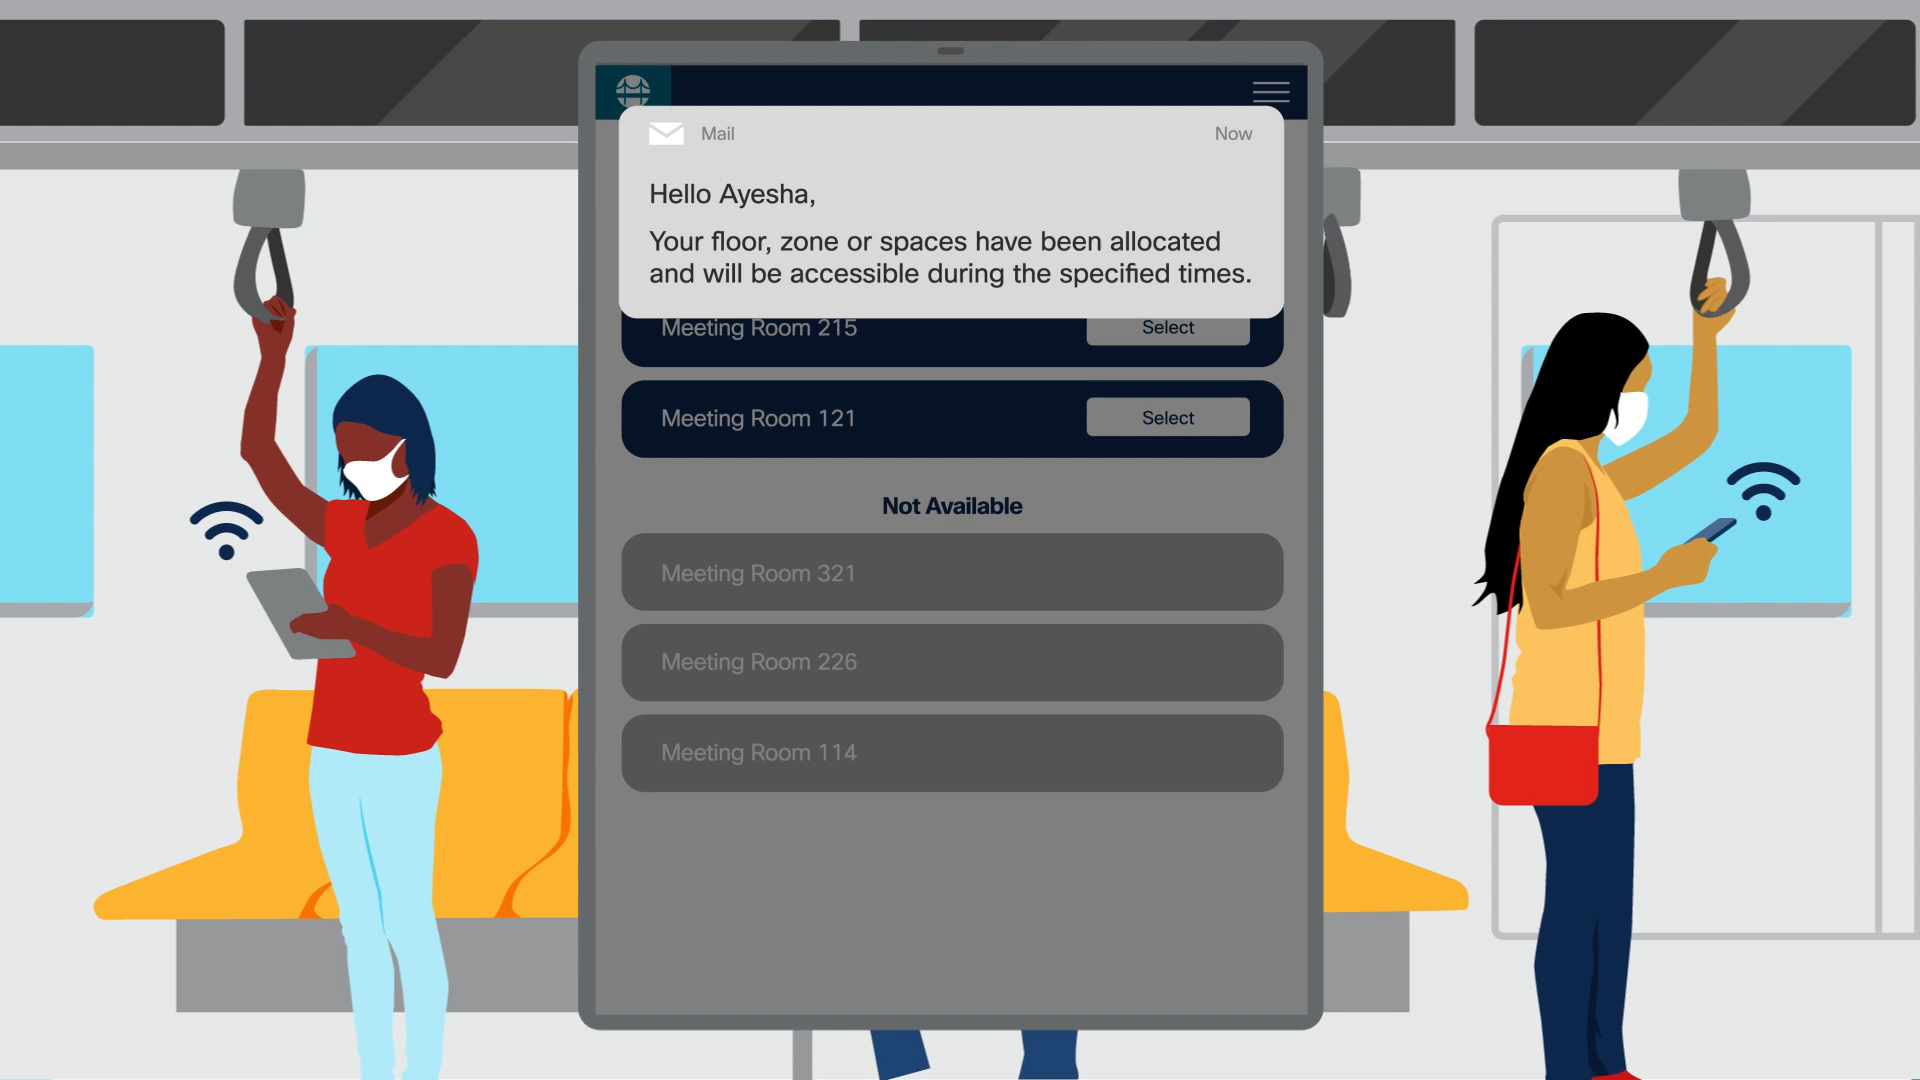 Mail
Now
Hello Ayesha,
Your floor, zone or spaces have been allocated
and will be accessible during the specified times.
Meeting Room 215
Select
Meeting Room 121
Select
Not Available
Meeting Room 321
Meeting Room 226
Meeting Room 114